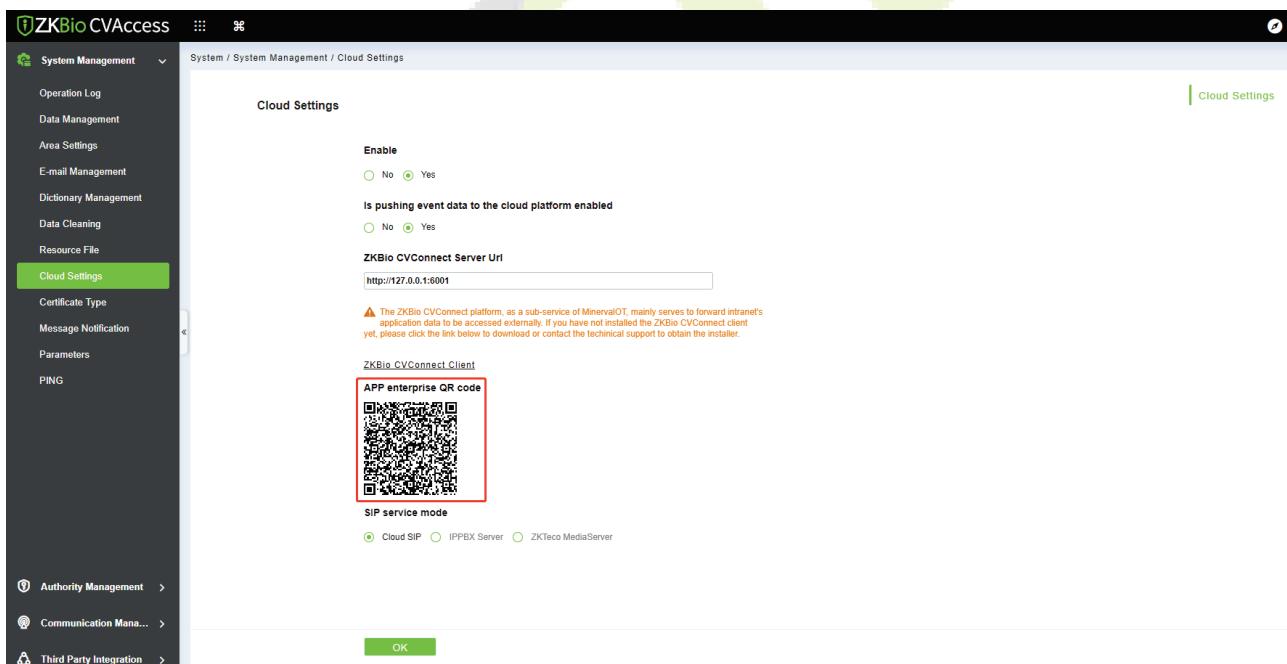 ZKBio CVAccess
System Management
System / System Management / Cloud Settings
Operation Log
Data Management
Area Settings
E-mail Management
Dictionary Management
Data Cleaning
Resource File
Cloud Settings
Certificate Type
Message Notification
Parameters
PING
Authority Management
Communication Mana...
Third Party Integration
Cloud Settings
Cloud Settings
Enable
No Yes
Is pushing event data to the cloud platform enabled
No Yes
ZKBio CVConnect Server Url
http://127.0.0.1:6001
The ZKBio CVConnect platform, as a sub-service of MinervaIOT, mainly serves to forward intranet's
application data to be accessed externally. If you have not installed the ZKBio CVConnect client
yet, please click the link below to download or contact the techinical support to obtain the installer.
ZKBio CVConnect Client
APP enterprise QR code
SIP service mode
Cloud SIP IPPBX Server ZKTeco MediaServer
OK